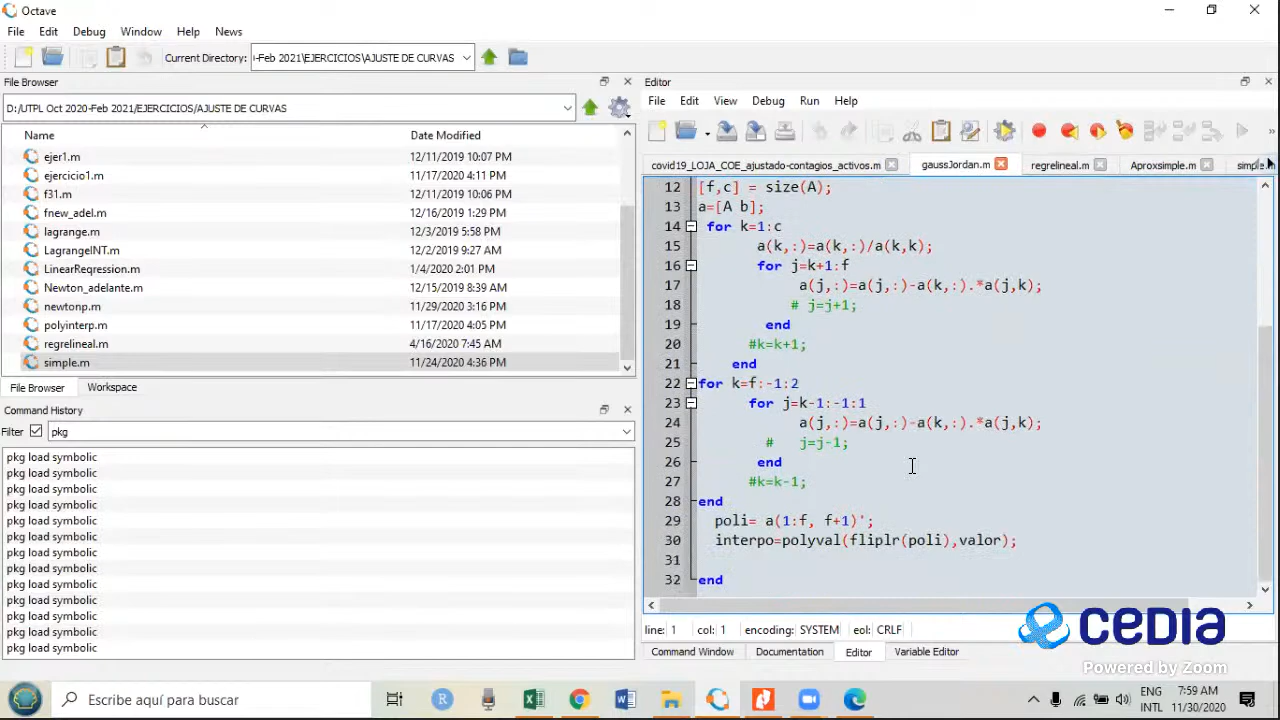 Octave
File Edit Debug Window Help News
Current Directory: ı-Feb 2021\EJERCICIOS\AJUSTE DE CURVAS
File Browser
D:/UTPL Oct 2020-Feb 2021/EJERCICIOS/AJUSTE DE CURVAS
Name Date Modified
ejer1.m 12/11/2019 10:07 PM
ejercicio1.m 11/17/2020 4:11 PM
f31.m 12/11/2019 10:06 PM
fnew_adel.m 12/16/2019 1:29 PM
lagrange.m 12/3/2019 5:58 PM
LagrangeINT.m 12/2/2019 9:27 AM
LinearRegression.m 1/4/2020 2:01 PM
Newton_adelante.m 12/15/2019 8:39 AM
newtonp.m 11/29/2020 3:16 PM
polyinterp.m 11/17/2020 4:05 PM
regrelineal.m 4/16/2020 7:45 AM
simple.m 11/24/2020 4:36 PM
File Browser Workspace
Command History
Filter pkg
pkg load symbolic
pkg load symbolic
pkg load symbolic
pkg load symbolic
pkg load symbolic
pkg load symbolic
pkg load symbolic
pkg load symbolic
pkg load symbolic
pkg load symbolic
pkg load symbolic
pkg load symbolic
pkg load symbolic
Editor
File Edit View Debug Run Help
covid19_LOJA_COE_ajustado-contagios_activos.m gaussJordan.m regrelineal.m Aproxsimple.m simple
12 [f,c] = size(A);
13 a=[A b];
14 for k=1:c
15 a(k,:)=a(k,:)/a(k,k);
16 for j=k+1:f
17 a(j,:)=a(j,:)-a(k,:).*a(j,k);
18 # j=j+1;
19 end
20 #k=k+1;
21 end
22 for k=f:-1:2
23 for j=k-1:-1:1
24 a(j,:)=a(j,:)-a(k,:).*a(j,k);
25 # j=j-1;
26 end
27 #k=k-1;
28 end
29 poli= a(1:f, f+1)';
30 interpo=polyval(fliplr(poli),valor);
31
32 end
line: 1 col: 1 encoding: SYSTEM eol: CRLF
Command Window Documentation Editor Variable Editor
cedia
Powered by Zoom
Escribe aquí para buscar
ENG
INTL
7:59 AM
11/30/2020